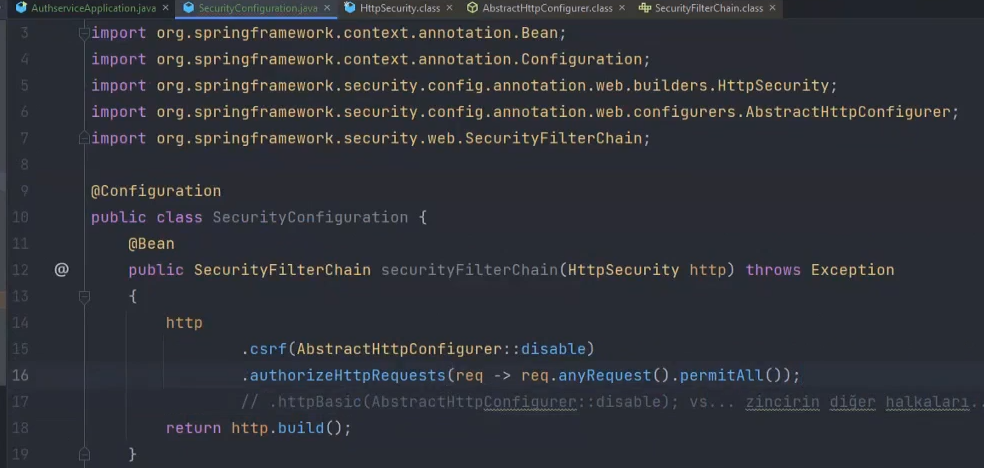 AuthserviceApplication.java × SecurityConfiguration.java × HttpSecurity.class × AbstractHttpConfigurer.class × SecurityFilterChain.class ×
3 import org.springframework.context.annotation.Bean;
4 import org.springframework.context.annotation.Configuration;
5 import org.springframework.security.config.annotation.web.builders.HttpSecurity;
6 import org.springframework.security.config.annotation.web.configurers.AbstractHttpConfigurer;
7 import org.springframework.security.web.SecurityFilterChain;
8
9 @Configuration
10 public class SecurityConfiguration {
11 @Bean
12 @ public SecurityFilterChain securityFilterChain(HttpSecurity http) throws Exception
13 {
14 http
15 .csrf(AbstractHttpConfigurer::disable)
16 .authorizeHttpRequests(req -> req.anyRequest().permitAll());
17 // .httpBasic(AbstractHttpConfigurer::disable); vs... zincirin diğer halkaları..
18 return http.build();
19 }